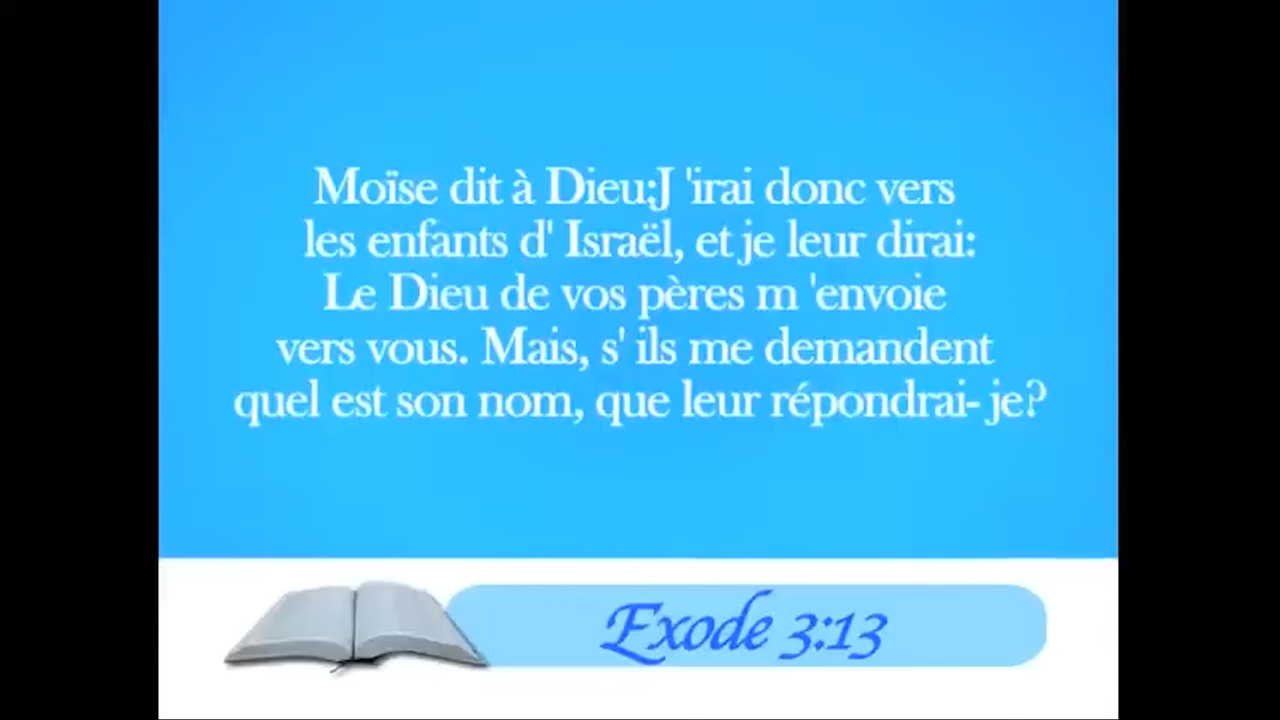 Moïse dit à Dieu;J 'irai donc vers
les enfants d' Israël, et je leur dirai:
Le Dieu de vos pères m 'envoie
vers vous. Mais, s' ils me demandent
quel est son nom, que leur répondrai- je?
Exode 3:13